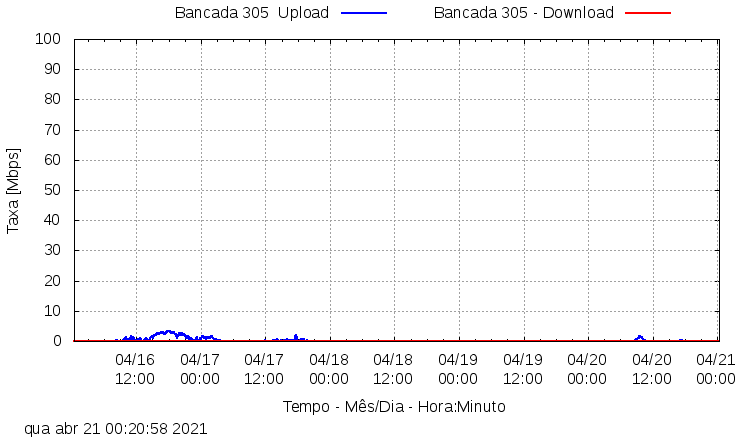 Bancada 305  Upload
Bancada 305 - Download
100
90
80
70
60
50
40
30
20
10
0
Taxa [Mbps]
04/16 04/17 04/17 04/18 04/18 04/19 04/19 04/20 04/20 04/21
12:00 00:00 12:00 00:00 12:00 00:00 12:00 00:00 12:00 00:00
Tempo - Mês/Dia - Hora:Minuto
qua abr 21 00:20:58 2021